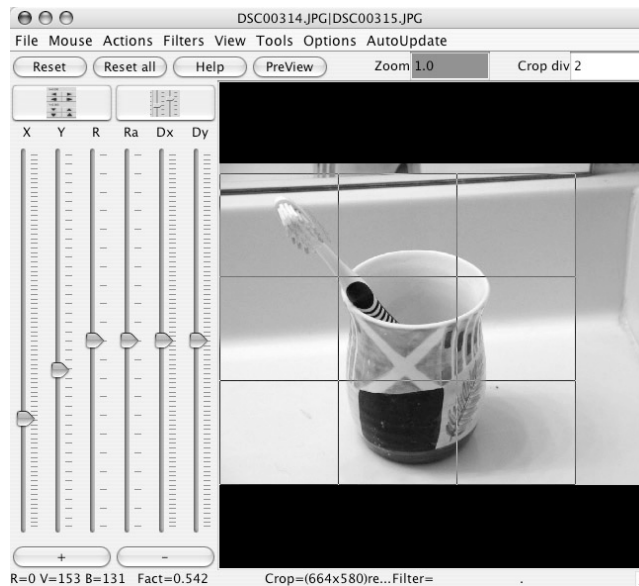 DSC00314.JPG|DSC00315.JPG
File Mouse Actions Filters View Tools Options AutoUpdate
Reset Reset all Help PreView Zoom 1.0 Crop div 2
X Y R Ra Dx Dy
+ -
R=0 V=153 B=131 Fact=0.542 Crop=(664x580)re...Filter= .